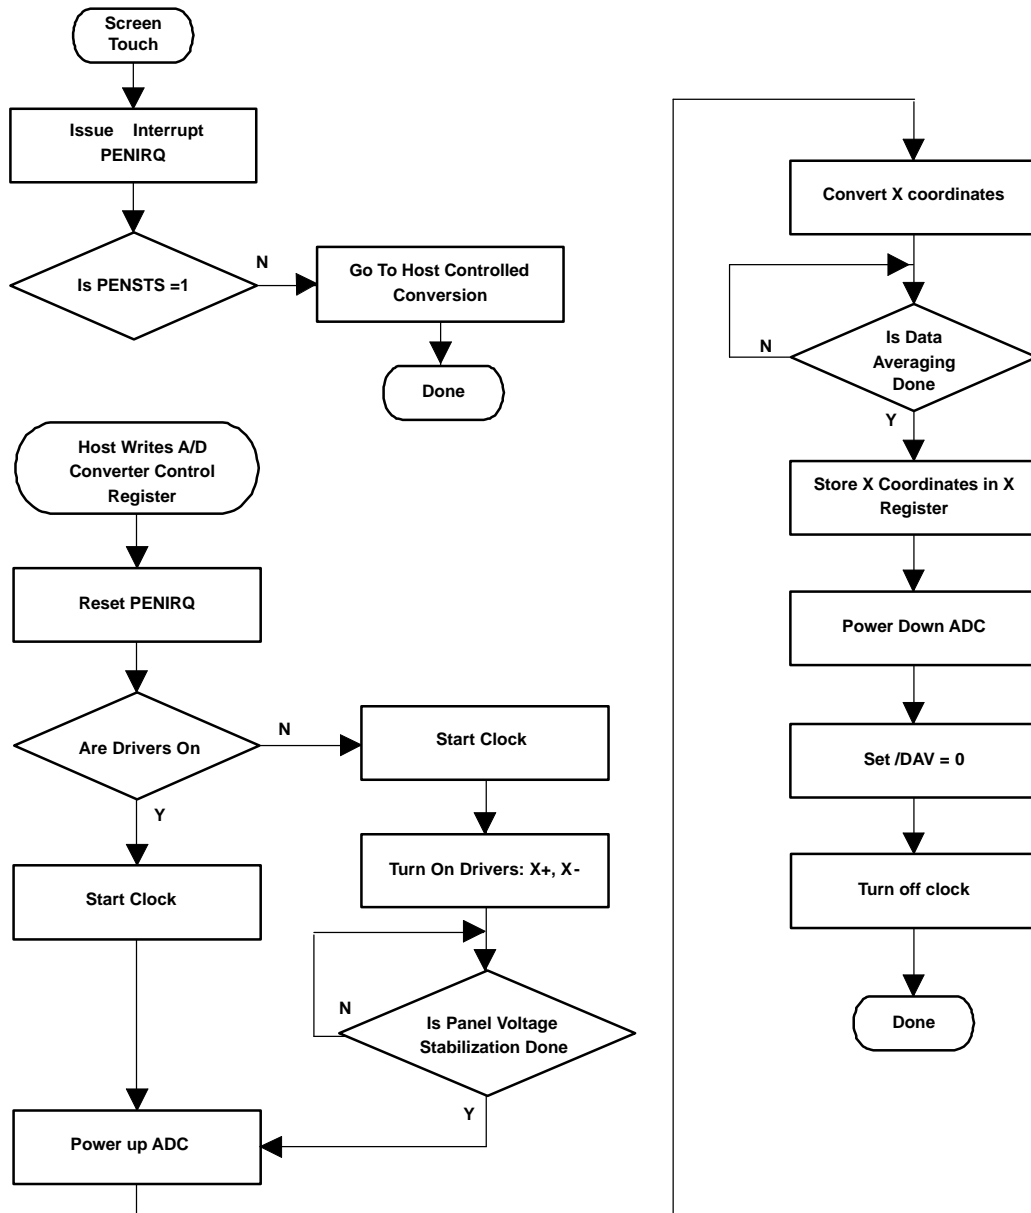 Screen
Touch
Issue Interrupt
PENIRQ
Is PENSTS =1
N
Go To Host Controlled
Conversion
Done
Host Writes A/D
Converter Control
Register
Reset PENIRQ
Are Drivers On
N
Y
Start Clock
Start Clock
Turn On Drivers: X+, X-
N
Is Panel Voltage
Stabilization Done
Y
Power up ADC
Convert X coordinates
N
Is Data
Averaging
Done
Y
Store X Coordinates in X
Register
Power Down ADC
Set /DAV = 0
Turn off clock
Done